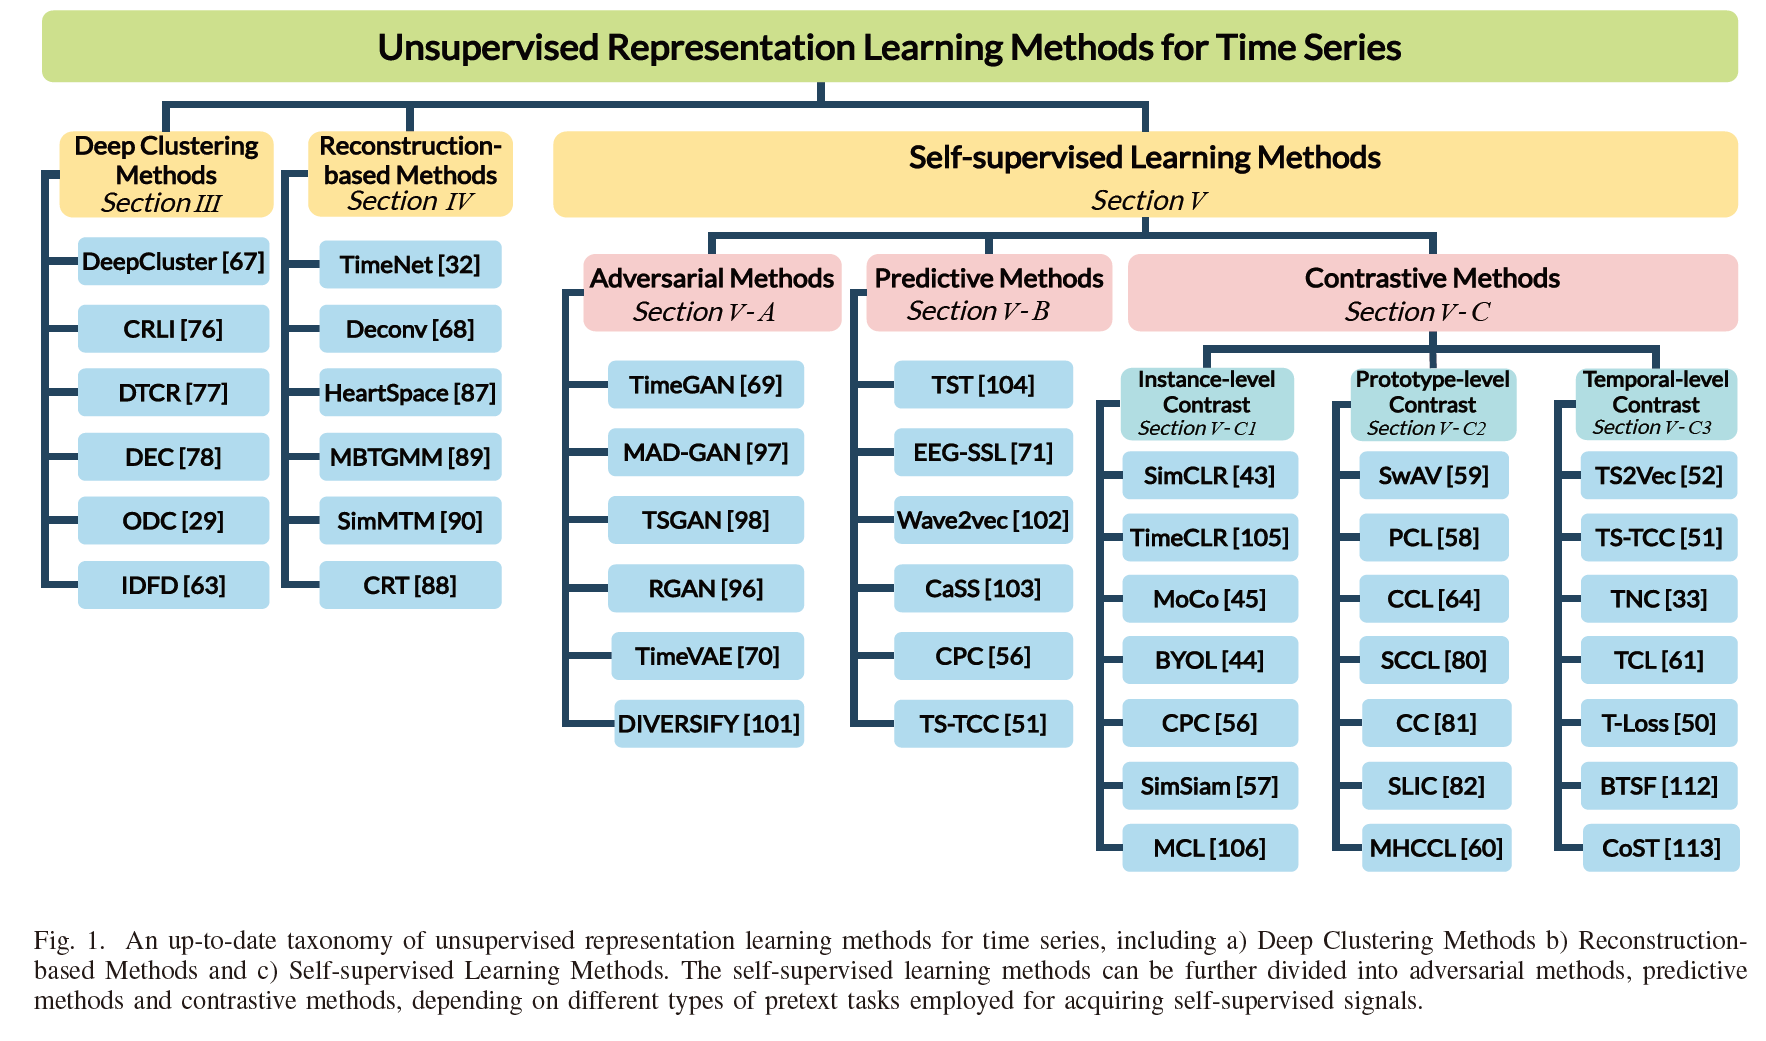 Unsupervised Representation Learning Methods for Time Series
Deep Clustering
Methods
Section III
DeepCluster [67]
CRLI [76]
DTCR [77]
DEC [78]
ODC [29]
IDFD [63]
Reconstruction-
based Methods
Section IV
TimeNet [32]
Deconv [68]
HeartSpace [87]
MBTGMM [89]
SimMTM [90]
CRT [88]
Self-supervised Learning Methods
Section V
Adversarial Methods
Section V-A
TimeGAN [69]
MAD-GAN [97]
TSGAN [98]
RGAN [96]
TimeVAE [70]
DIVERSIFY [101]
Predictive Methods
Section V-B
TST [104]
EEG-SSL [71]
Wave2vec [102]
CaSS [103]
CPC [56]
TS-TCC [51]
Contrastive Methods
Section V-C
Instance-level
Contrast
Section V-C1
SimCLR [43]
TimeCLR [105]
MoCo [45]
BYOL [44]
CPC [56]
SimSiam [57]
MCL [106]
Prototype-level
Contrast
Section V-C2
SwAV [59]
PCL [58]
CCL [64]
SCCL [80]
CC [81]
SLIC [82]
MHCCL [60]
Temporal-level
Contrast
Section V-C3
TS2Vec [52]
TS-TCC [51]
TNC [33]
TCL [61]
T-Loss [50]
BTSF [112]
CoST [113]
Fig. 1. An up-to-date taxonomy of unsupervised representation learning methods for time series, including a) Deep Clustering Methods b) Reconstruction-
based Methods and c) Self-supervised Learning Methods. The self-supervised learning methods can be further divided into adversarial methods, predictive
methods and contrastive methods, depending on different types of pretext tasks employed for acquiring self-supervised signals.